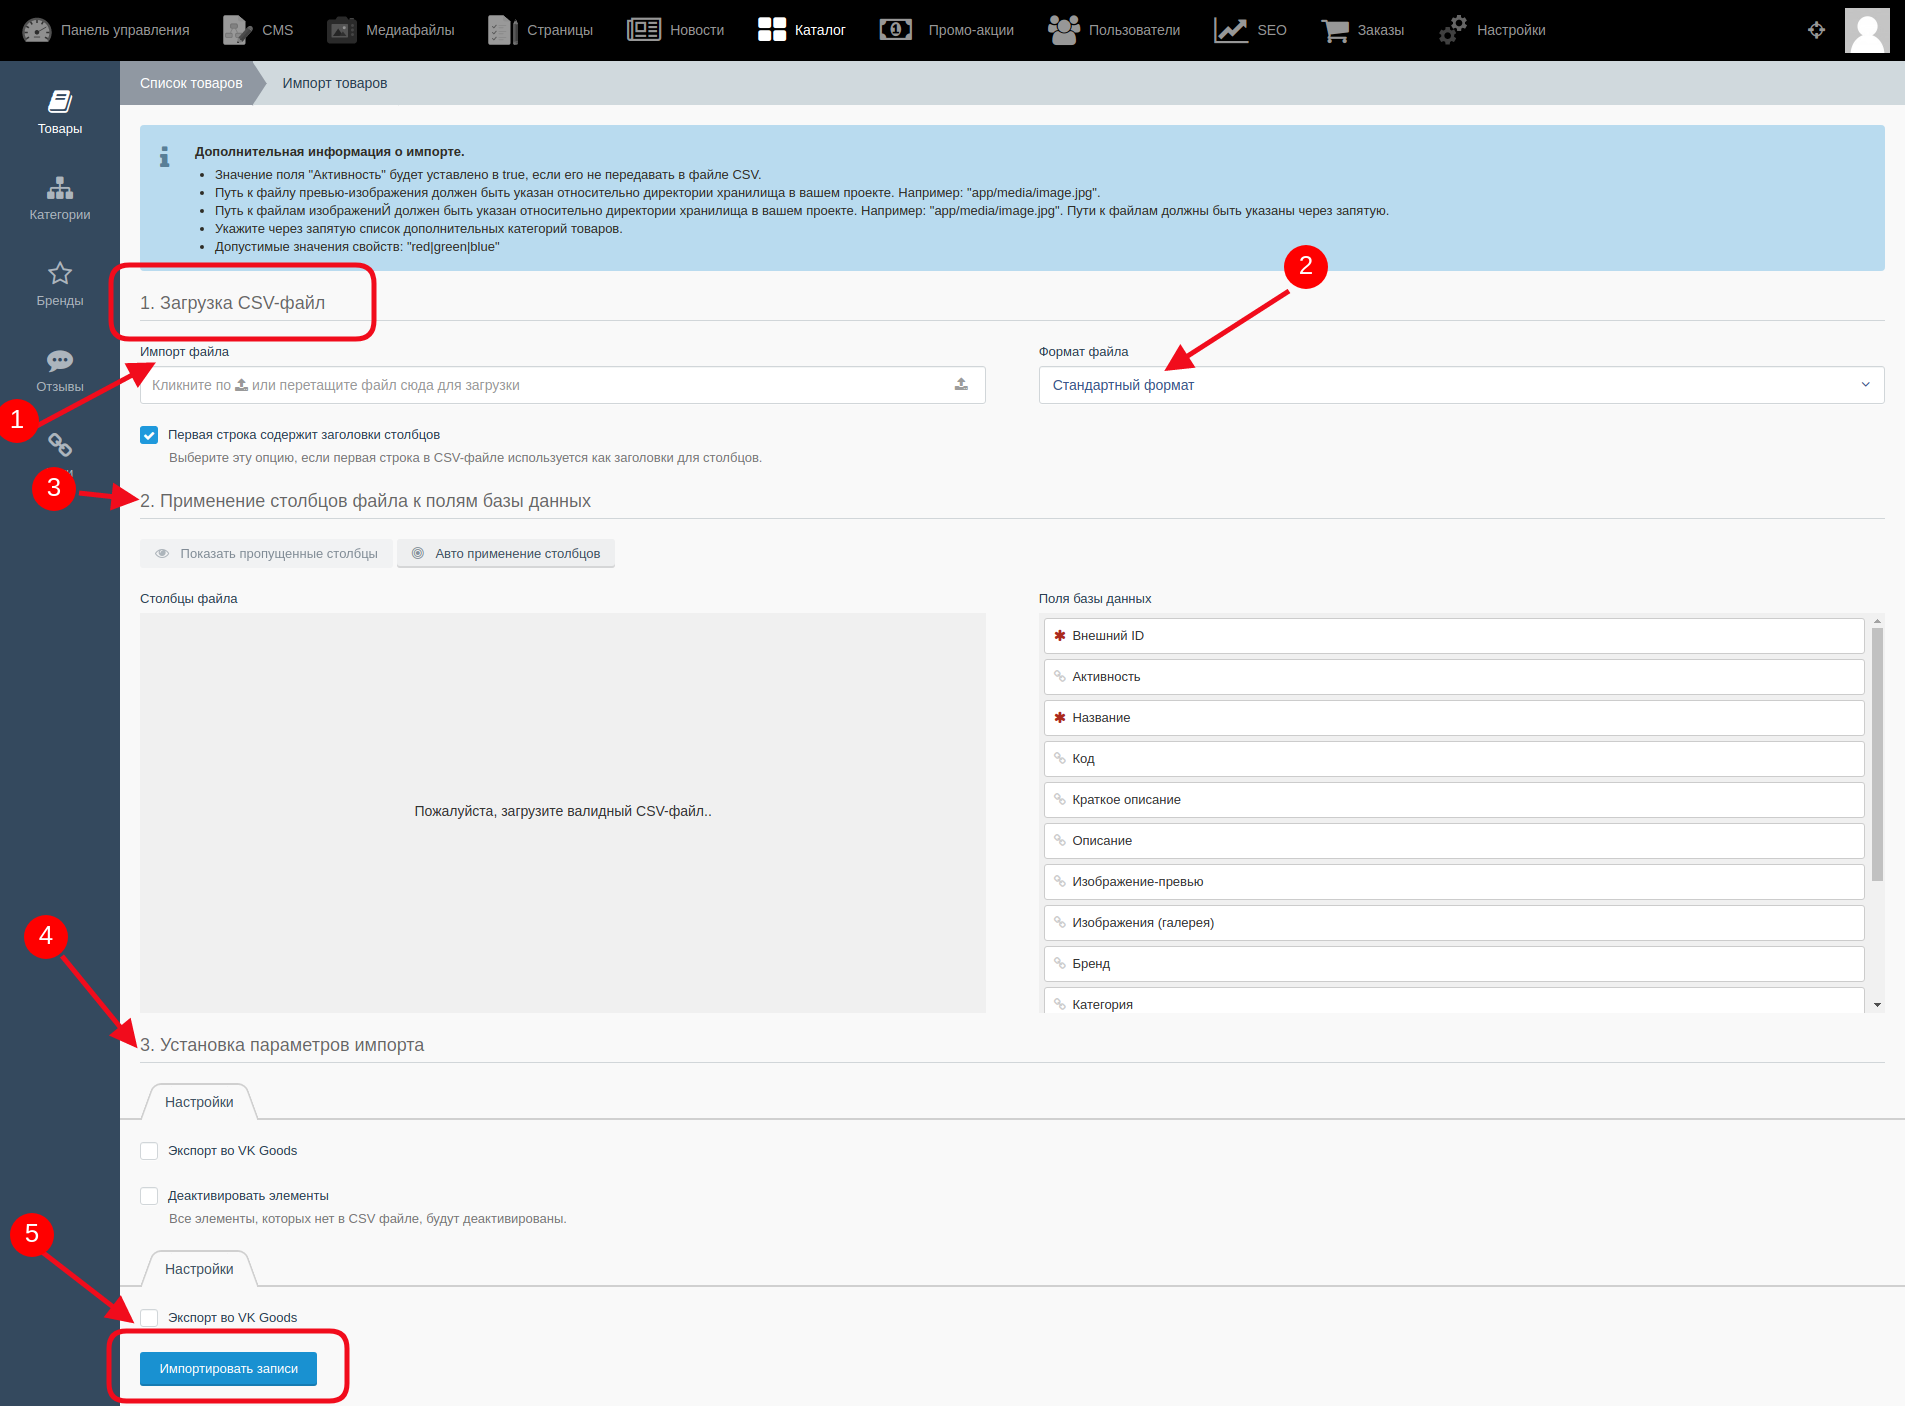 Панель управления
CMS
Медиафайлы
Страницы
Новости
Каталог
Промо-акции
Пользователи
SEO
Заказы
Настройки
Список товаров
Импорт товаров
Товары
Категории
Бренды
Отзывы
Дополнительная информация о импорте.
Значение поля "Активность" будет уставлено в true, если его не передавать в файле CSV.
Путь к файлу превью-изображения должен быть указан относительно директории хранилища в вашем проекте. Например: "app/media/image.jpg".
Путь к файлам изображениЙ должен быть указан относительно директории хранилища в вашем проекте. Например: "app/media/image.jpg". Пути к файлам должны быть указаны через запятую.
Укажите через запятую список дополнительных категорий товаров.
Допустимые значения свойств: "red|green|blue"
2
1. Загрузка CSV-файл
Импорт файла
Формат файла
Кликните по или перетащите файл сюда для загрузки
Стандартный формат
1
Первая строка содержит заголовки столбцов
Выберите эту опцию, если первая строка в CSV-файле используется как заголовки для столбцов.
3
2. Применение столбцов файла к полям базы данных
Показать пропущенные столбцы
Авто применение столбцов
Столбцы файла
Поля базы данных
Пожалуйста, загрузите валидный CSV-файл..
Внешний ID
Активность
Название
Код
Краткое описание
Описание
Изображение-превью
Изображения (галерея)
Бренд
Категория
4
3. Установка параметров импорта
Настройки
Экспорт во VK Goods
Деактивировать элементы
Все элементы, которых нет в CSV файле, будут деактивированы.
5
Настройки
Экспорт во VK Goods
Импортировать записи